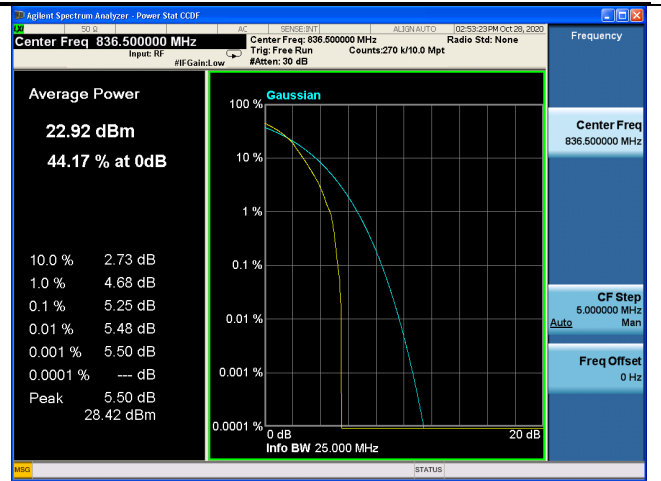 Agilent Spectrum Analyzer - Power Stat CCDF
50 Ω AC SENSE:INT ALIGN AUTO 02:53:23PM Oct 28, 2020
Center Freq 836.500000 MHz
Input: RF
#IFGain:Low
Center Freq: 836.500000 MHz
Radio Std: None
Trig: Free Run
Counts:270 k/10.0 Mpt
#Atten: 30 dB
Frequency
Center Freq
836.500000 MHz
CF Step
5.000000 MHz
Auto Man
Freq Offset
0 Hz
Average Power
22.92 dBm
44.17 % at 0dB
10.0 % 2.73 dB
1.0 % 4.68 dB
0.1 % 5.25 dB
0.01 % 5.48 dB
0.001 % 5.50 dB
0.0001 % --- dB
Peak 5.50 dB
28.42 dBm
Gaussian
100 %
10 %
1 %
0.1 %
0.01 %
0.001 %
0.0001 %
0 dB 20 dB
Info BW 25.000 MHz
MSG STATUS